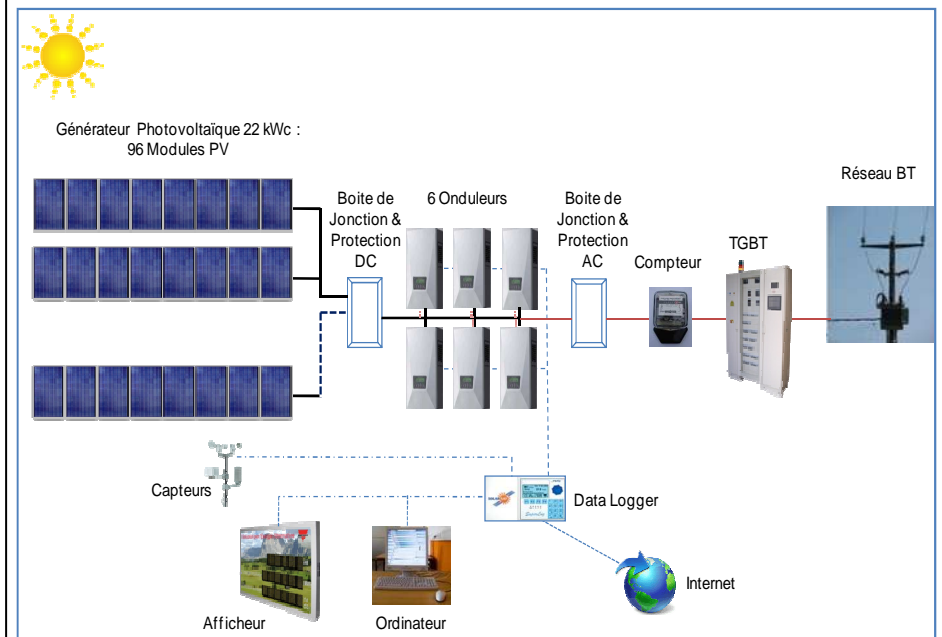 Générateur Photovoltaïque 22 kWc :
96 Modules PV
Boite de
Jonction &
Protection
DC
6 Onduleurs
Boite de
Jonction &
Protection
AC
Compteur
TGBT
Réseau BT
Capteurs
Data Logger
Afficheur
Ordinateur
Internet